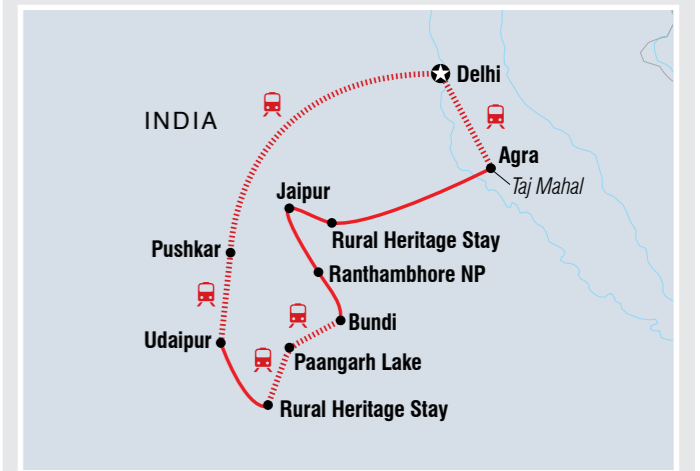 Delhi
INDIA
Agra
Taj Mahal
Jaipur
Rural Heritage Stay
Pushkar
Ranthambhore NP
Bundi
Udaipur
Paangarh Lake
Rural Heritage Stay